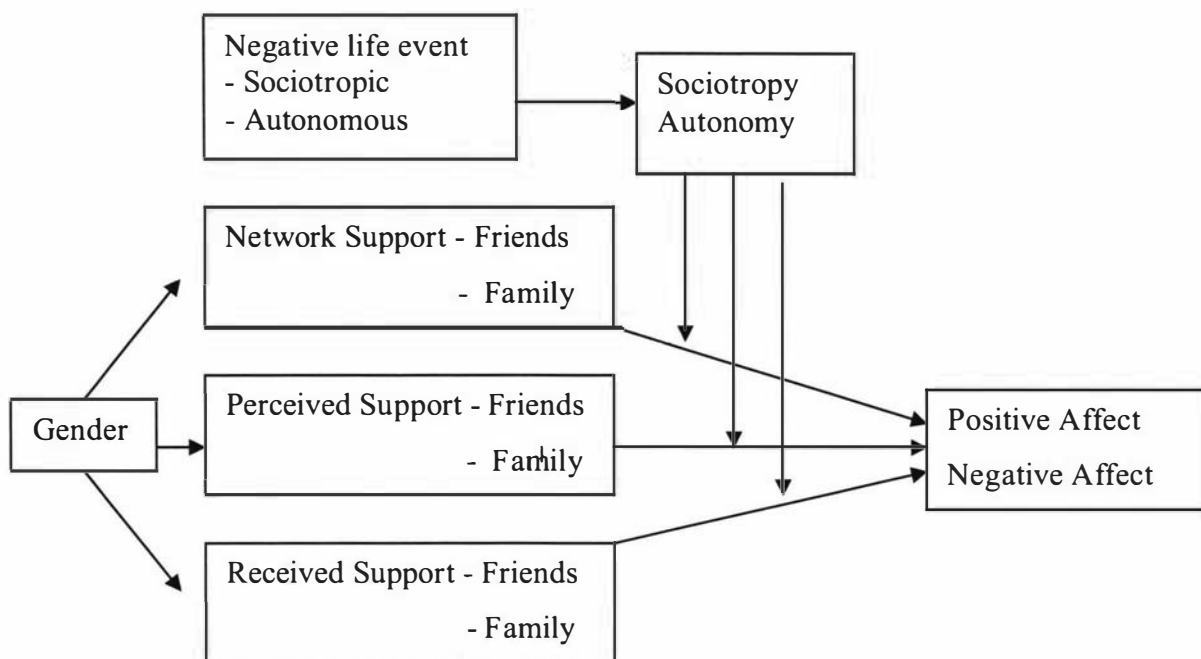 Negative life event
- Sociotropic
- Autonomous
Sociotropy
Autonomy
Network Support - Friends
- Family
Gender
Perceived Support - Friends
- Family
Positive Affect
Negative Affect
Received Support - Friends
- Family